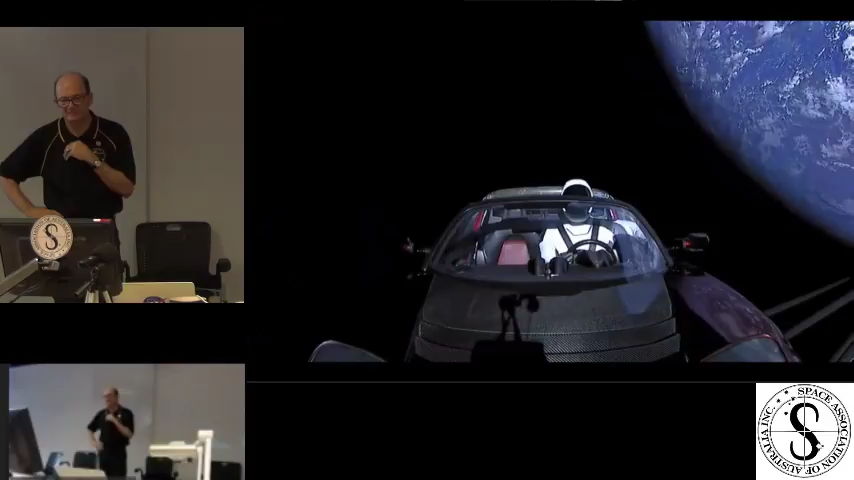 SPACE ASSOCIATION
OF AUSTRALIA INC.
S